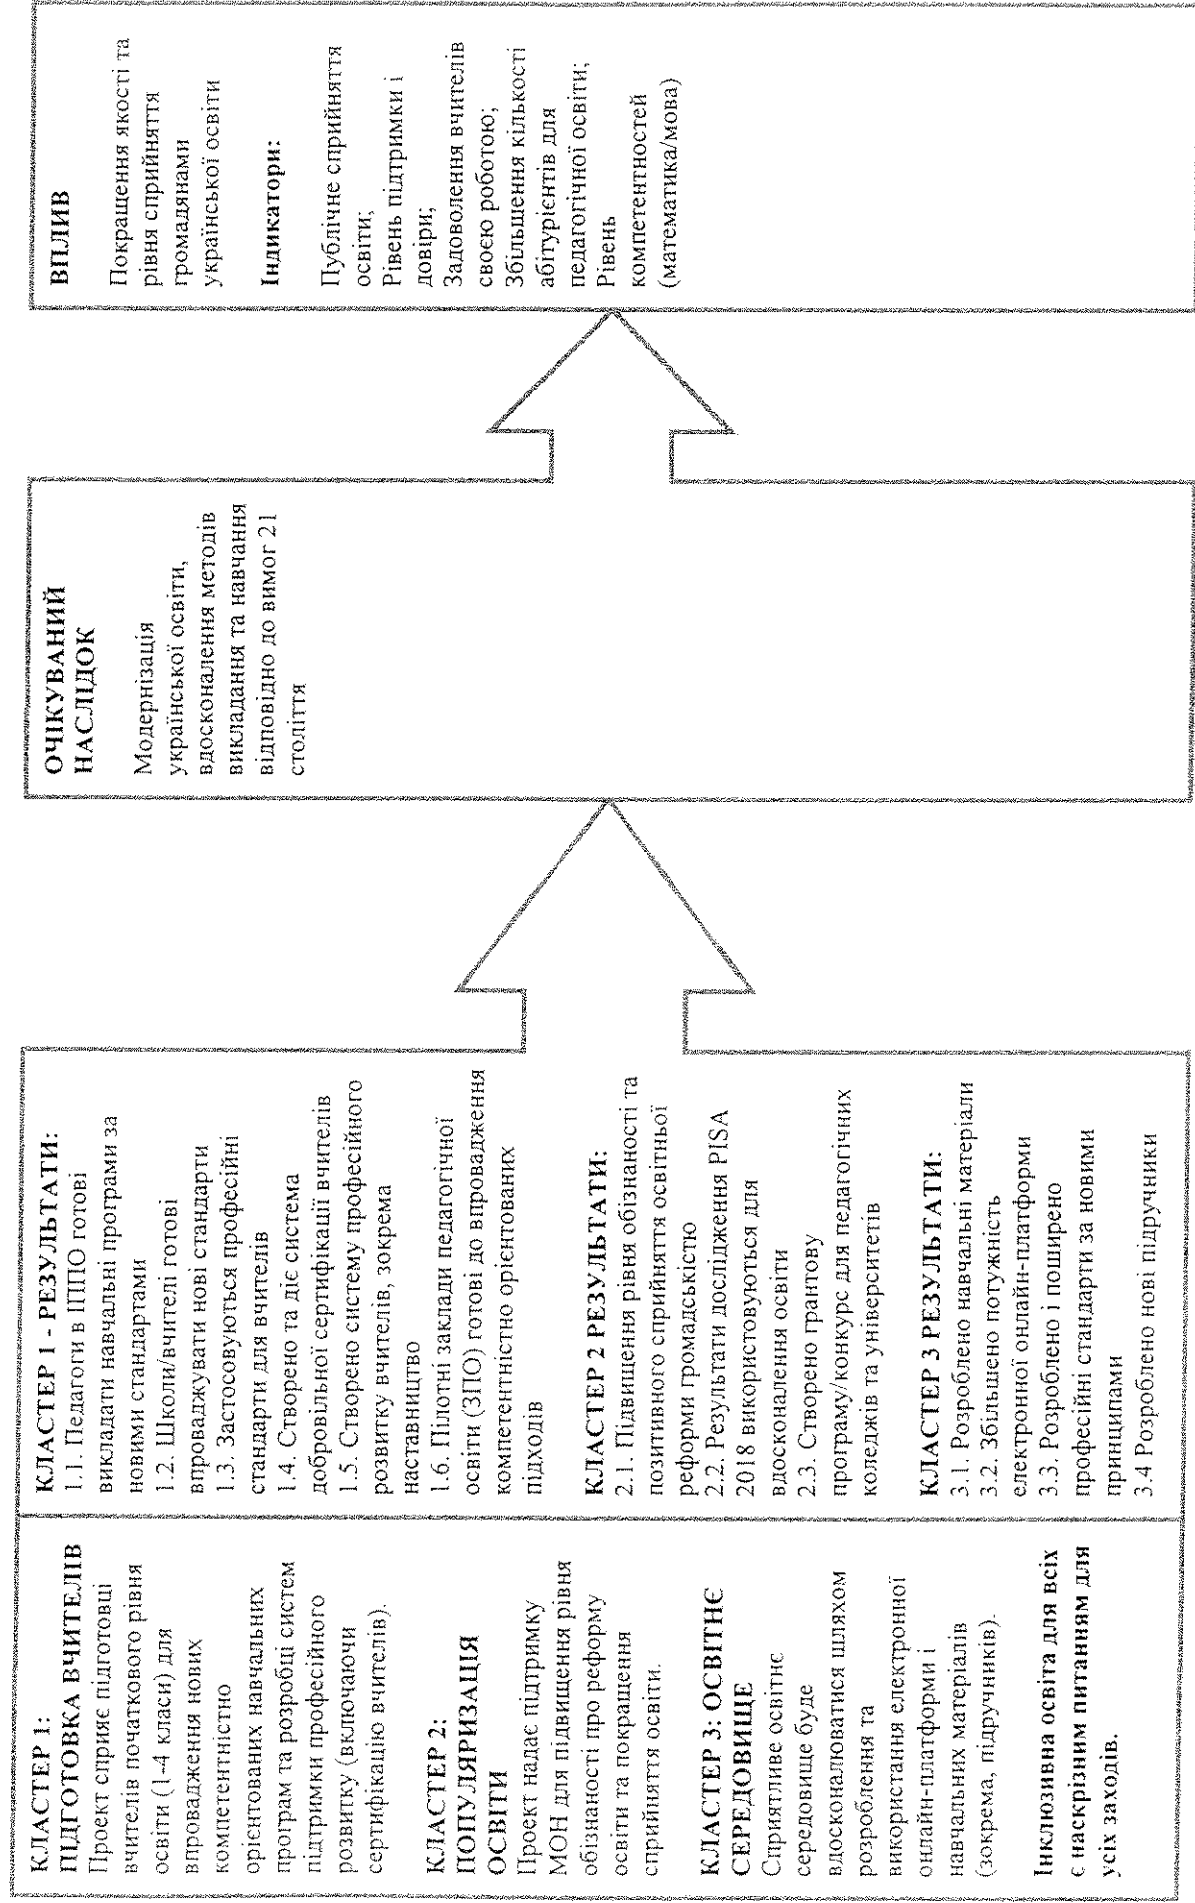 КЛАСТЕР 1:
ПІДГОТОВКА ВЧИТЕЛІВ
Проект сприяє підготовці
вчителів початкового рівня
освіти (1-4 класи) для
впровадження нових
компетентністно
орієнтованих навчальних
програм та розробці систем
підтримки професійного
розвитку (включаючи
сертифікацію вчителів).
КЛАСТЕР 2:
ПОПУЛЯРИЗАЦІЯ
ОСВІТИ
Проект надає підтримку
МОН для підвищення рівня
обізнаності про реформу
освіти та покращення
сприйняття освіти.
КЛАСТЕР 3: ОСВІТНЄ
СЕРЕДОВИЩЕ
Сприятливе освітнє
середовище буде
вдосконалюватися шляхом
розроблення та
використання електронної
онлайн-платформи і
навчальних матеріалів
(зокрема, підручників).
Інклюзивна освіта для всіх
є наскрізним питанням для
усіх заходів.
КЛАСТЕР 1 - РЕЗУЛЬТАТИ:
1.1. Педагоги в ІППО готові
викладати навчальні програми за
новими стандартами
1.2. Школи/вчителі готові
впроваджувати нові стандарти
1.3. Застосовуються професійні
стандарти для вчителів
1.4. Створено та діє система
добровільної сертифікації вчителів
1.5. Створено систему професійного
розвитку вчителів, зокрема
наставництво
1.6. Пілотні заклади педагогічної
освіти (ЗПО) готові до впровадження
компетентністно орієнтованих
підходів
КЛАСТЕР 2 РЕЗУЛЬТАТИ:
2.1. Підвищення рівня обізнаності та
позитивного сприйняття освітньої
реформи громадськістю
2.2. Результати дослідження PISA
2018 використовуються для
вдосконалення освіти
2.3. Створено грантову
програму/конкурс для педагогічних
коледжів та університетів
КЛАСТЕР 3 РЕЗУЛЬТАТИ:
3.1. Розроблено навчальні матеріали
3.2. Збільшено потужність
електронної онлайн-платформи
3.3. Розроблено і поширено
професійні стандарти за новими
принципами
3.4 Розроблено нові підручники
ОЧІКУВАНИЙ
НАСЛІДОК
Модернізація
української освіти,
вдосконалення методів
викладання та навчання
відповідно до вимог 21
століття
ВПЛИВ
Покращення якості та
рівня сприйняття
громадянами
української освіти
Індикатори:
Публічне сприйняття
освіти;
Рівень підтримки і
довіри;
Задоволення вчителів
своєю роботою;
Збільшення кількості
абітурієнтів для
педагогічної освіти;
Рівень
компетентностей
(математика/мова)